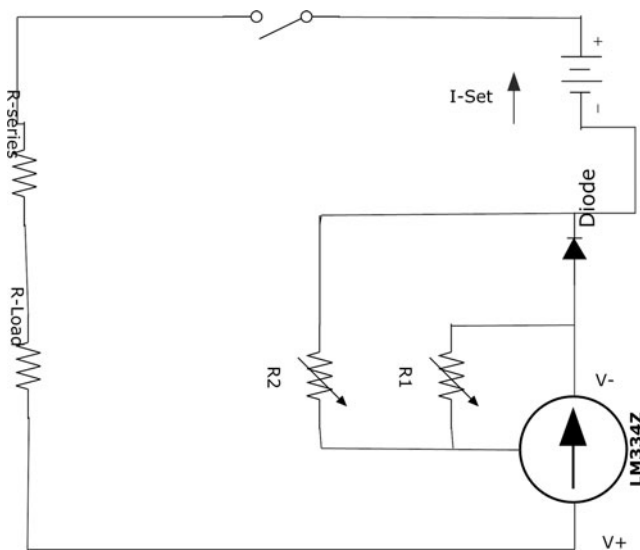 +
I-Set
−
R-series
Diode
R-Load
R2
R1
V-
LM334Z
V+